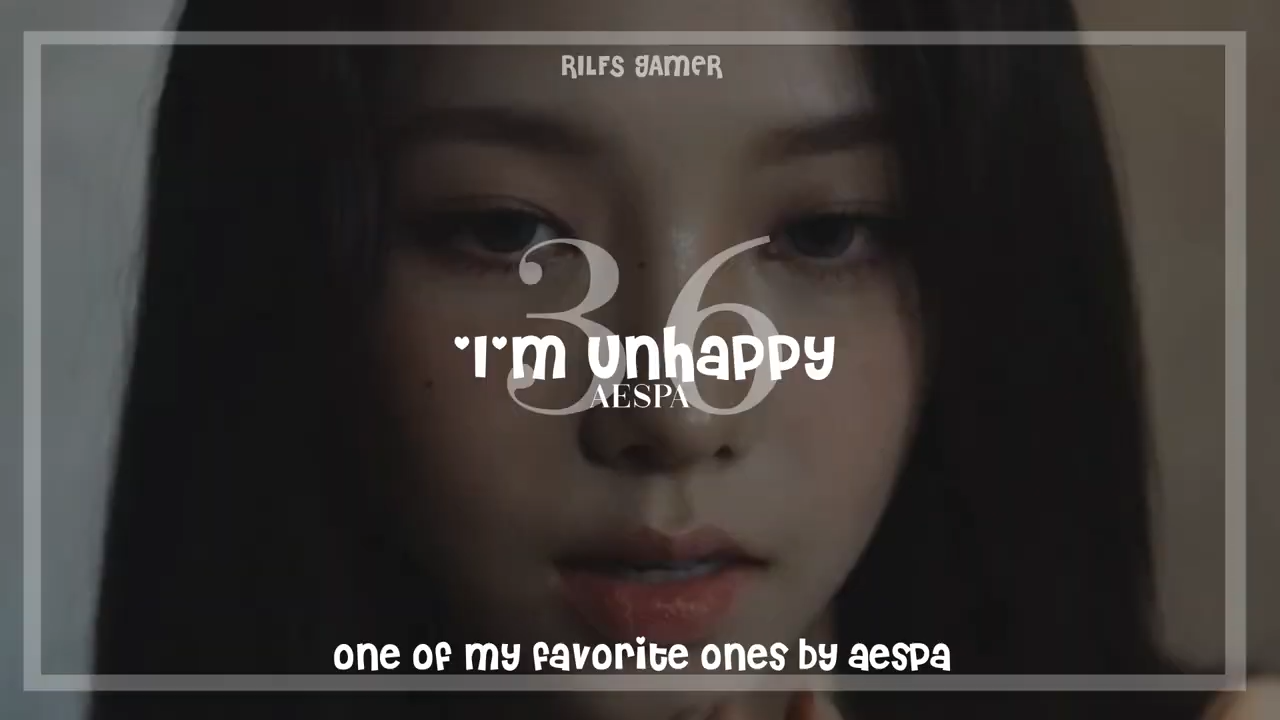 RILFS GAMER
36
'I'm unhappy
AESPA
one of my favorite ones by aespa